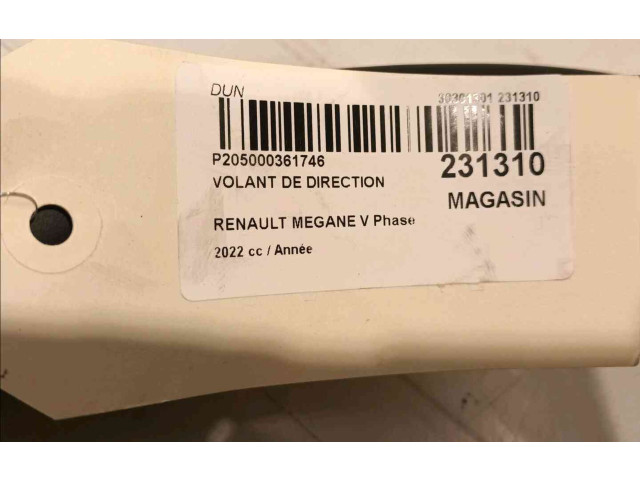 DUN
231310
P205000361746
231310
VOLANT DE DIRECTION
MAGASIN
RENAULT MEGANE V Phase
2022 cc / Année